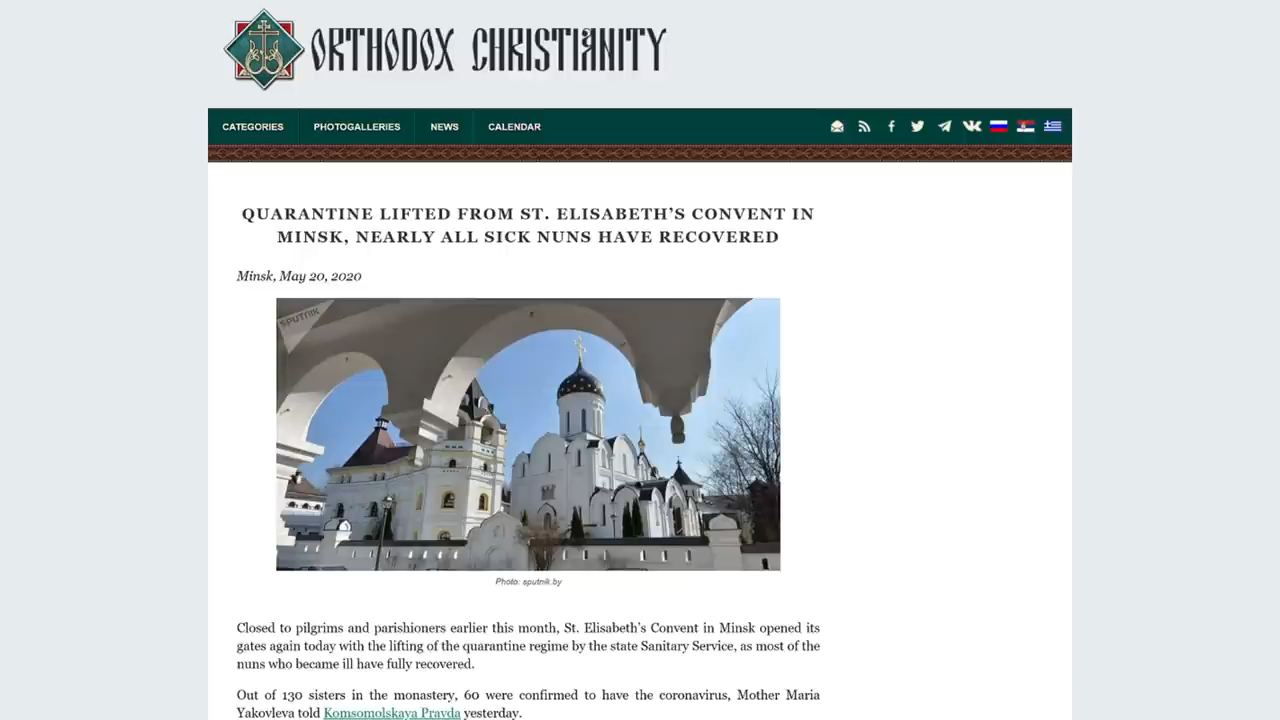 ORTHODOX CHRISTIANITY
CATEGORIES PHOTOGALLERIES NEWS CALENDAR
QUARANTINE LIFTED FROM ST. ELISABETH’S CONVENT IN
MINSK, NEARLY ALL SICK NUNS HAVE RECOVERED
Minsk, May 20, 2020
SPUTNIK
Photo: sputnik.by
Closed to pilgrims and parishioners earlier this month, St. Elisabeth’s Convent in Minsk opened its
gates again today with the lifting of the quarantine regime by the state Sanitary Service, as most of the
nuns who became ill have fully recovered.
Out of 130 sisters in the monastery, 60 were confirmed to have the coronavirus, Mother Maria
Yakovleva told Komsomolskaya Pravda yesterday.